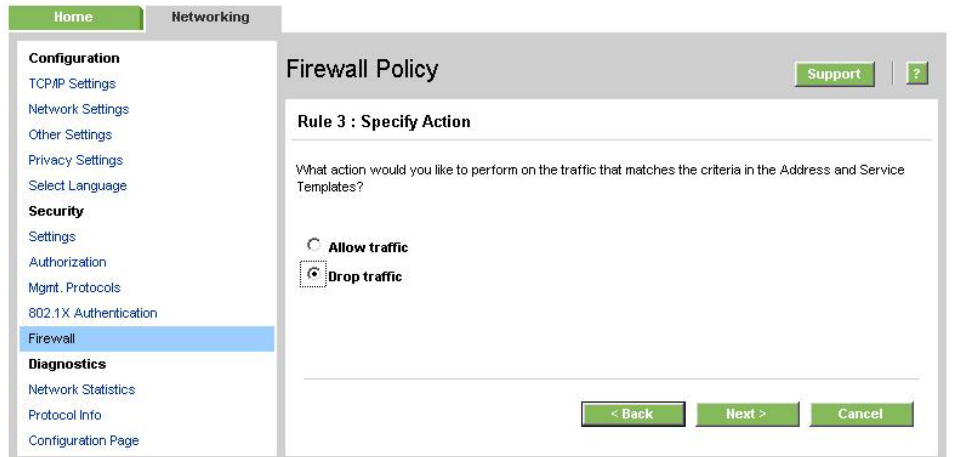 Home
Networking
Configuration
TCP/IP Settings
Network Settings
Other Settings
Privacy Settings
Select Language
Security
Settings
Authorization
Mgmt. Protocols
802.1X Authentication
Firewall
Diagnostics
Network Statistics
Protocol Info
Configuration Page
Firewall Policy
Support
?
Rule 3 : Specify Action
What action would you like to perform on the traffic that matches the criteria in the Address and Service
Templates?
Allow traffic
Drop traffic
< Back
Next >
Cancel